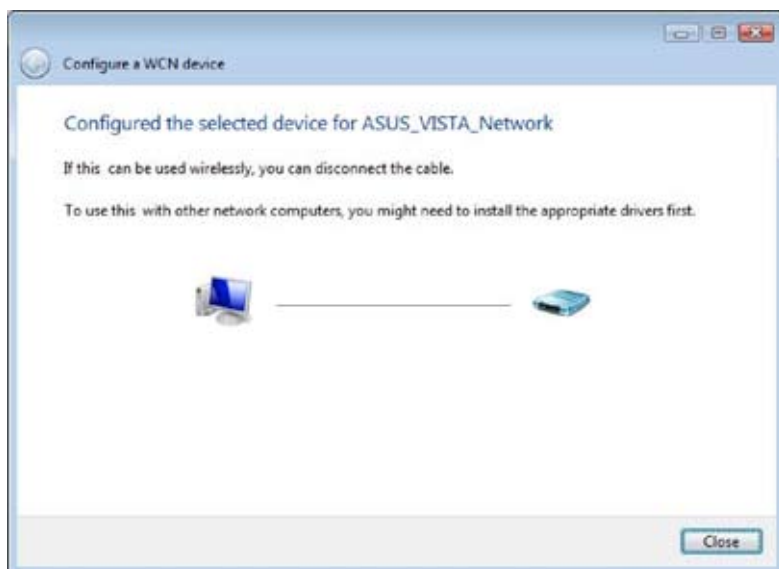 Configure a WCN device
Configured the selected device for ASUS_VISTA_Network
If this can be used wirelessly, you can disconnect the cable.
To use this with other network computers, you might need to install the appropriate drivers first.
Close